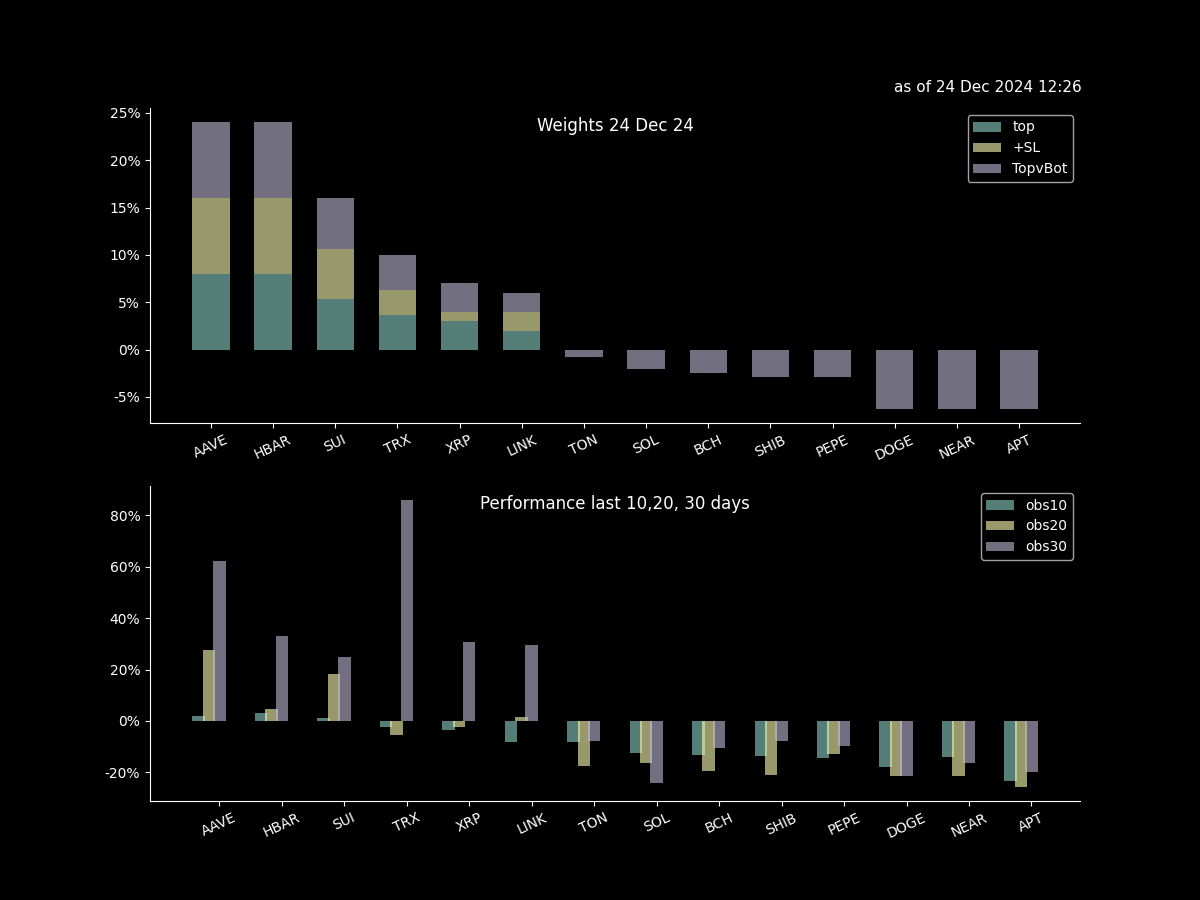 as of 24 Dec 2024 12:26
Weights 24 Dec 24
top
+SL
TopvBot
25%
20%
15%
10%
5%
0%
-5%
AAVE HBAR SUI TRX XRP LINK TON SOL BCH SHIB PEPE DOGE NEAR APT
Performance last 10,20, 30 days
obs10
obs20
obs30
80%
60%
40%
20%
0%
-20%
AAVE HBAR SUI TRX XRP LINK TON SOL BCH SHIB PEPE DOGE NEAR APT